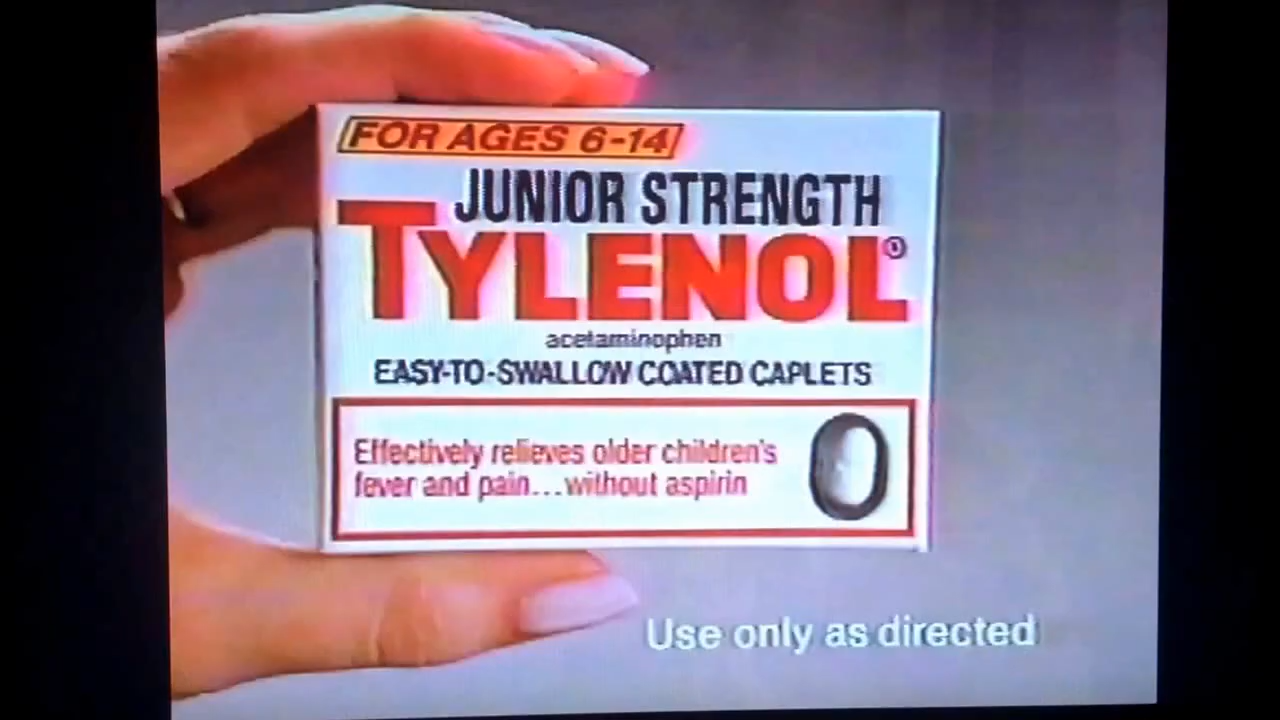 FOR AGES 6-14
JUNIOR STRENGTH
TYLENOL®
acetaminophen
EASY-TO-SWALLOW COATED CAPLETS
Effectively relieves older children's
fever and pain...without aspirin
Use only as directed